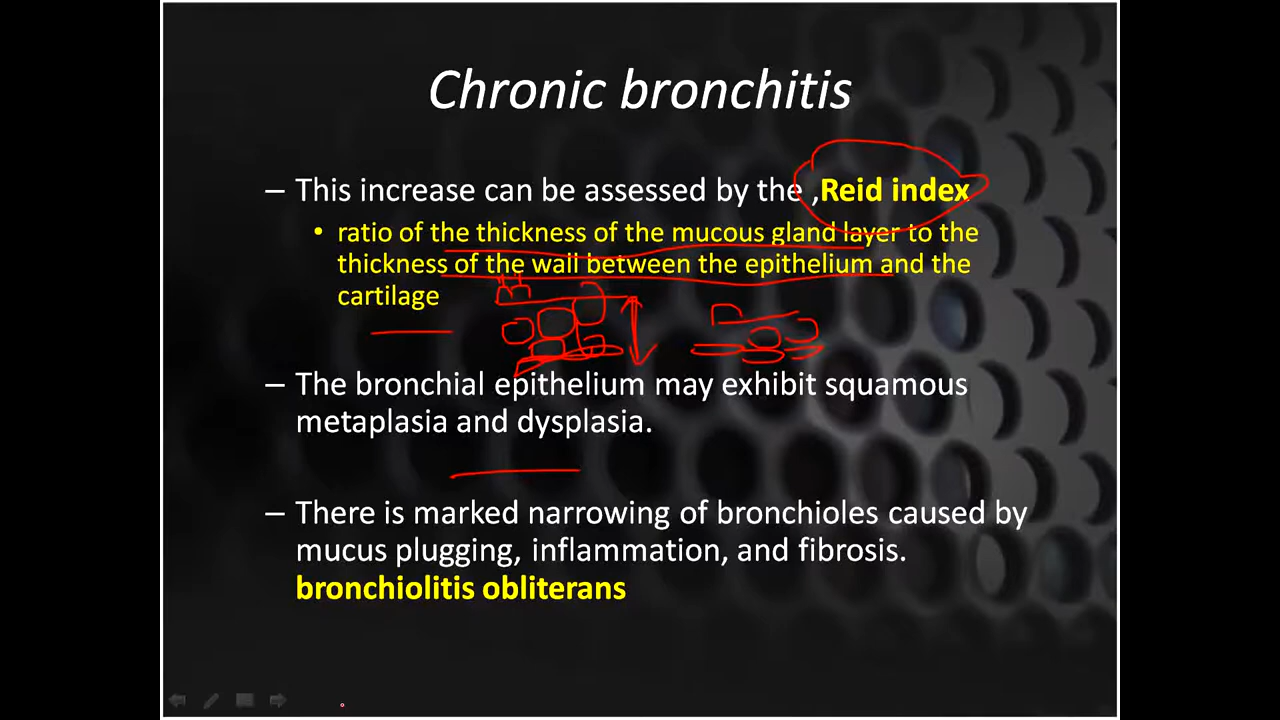 Chronic bronchitis
– This increase can be assessed by the ,Reid index
• ratio of the thickness of the mucous gland layer to the
thickness of the wall between the epithelium and the
cartilage
– The bronchial epithelium may exhibit squamous
metaplasia and dysplasia.
– There is marked narrowing of bronchioles caused by
mucus plugging, inflammation, and fibrosis.
bronchiolitis obliterans